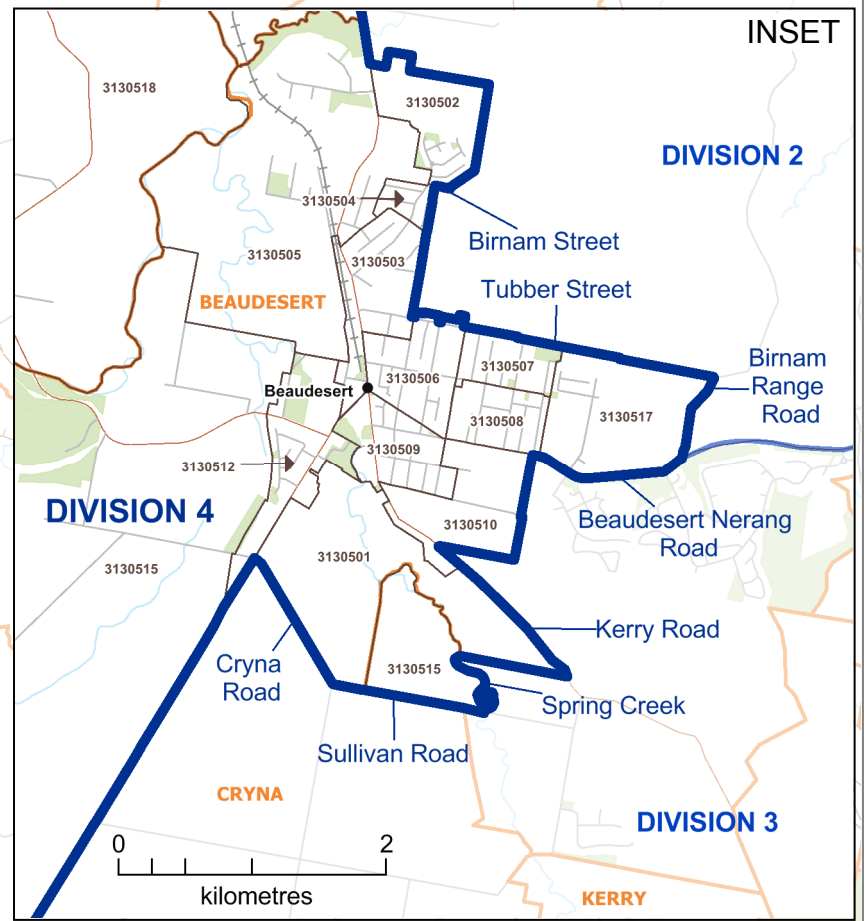 INSET
3130518
3130502
DIVISION 2
3130504
Birnam Street
3130505
3130503
Tubber Street
BEAUDESERT
Birnam
Range
Road
3130507
3130506
Beaudesert
3130517
3130508
3130509
3130512
DIVISION 4
Beaudesert Nerang
Road
3130510
3130501
3130515
Kerry Road
Cryna
Road
3130515
Spring Creek
Sullivan Road
CRYNA
DIVISION 3
0 2
kilometres
KERRY